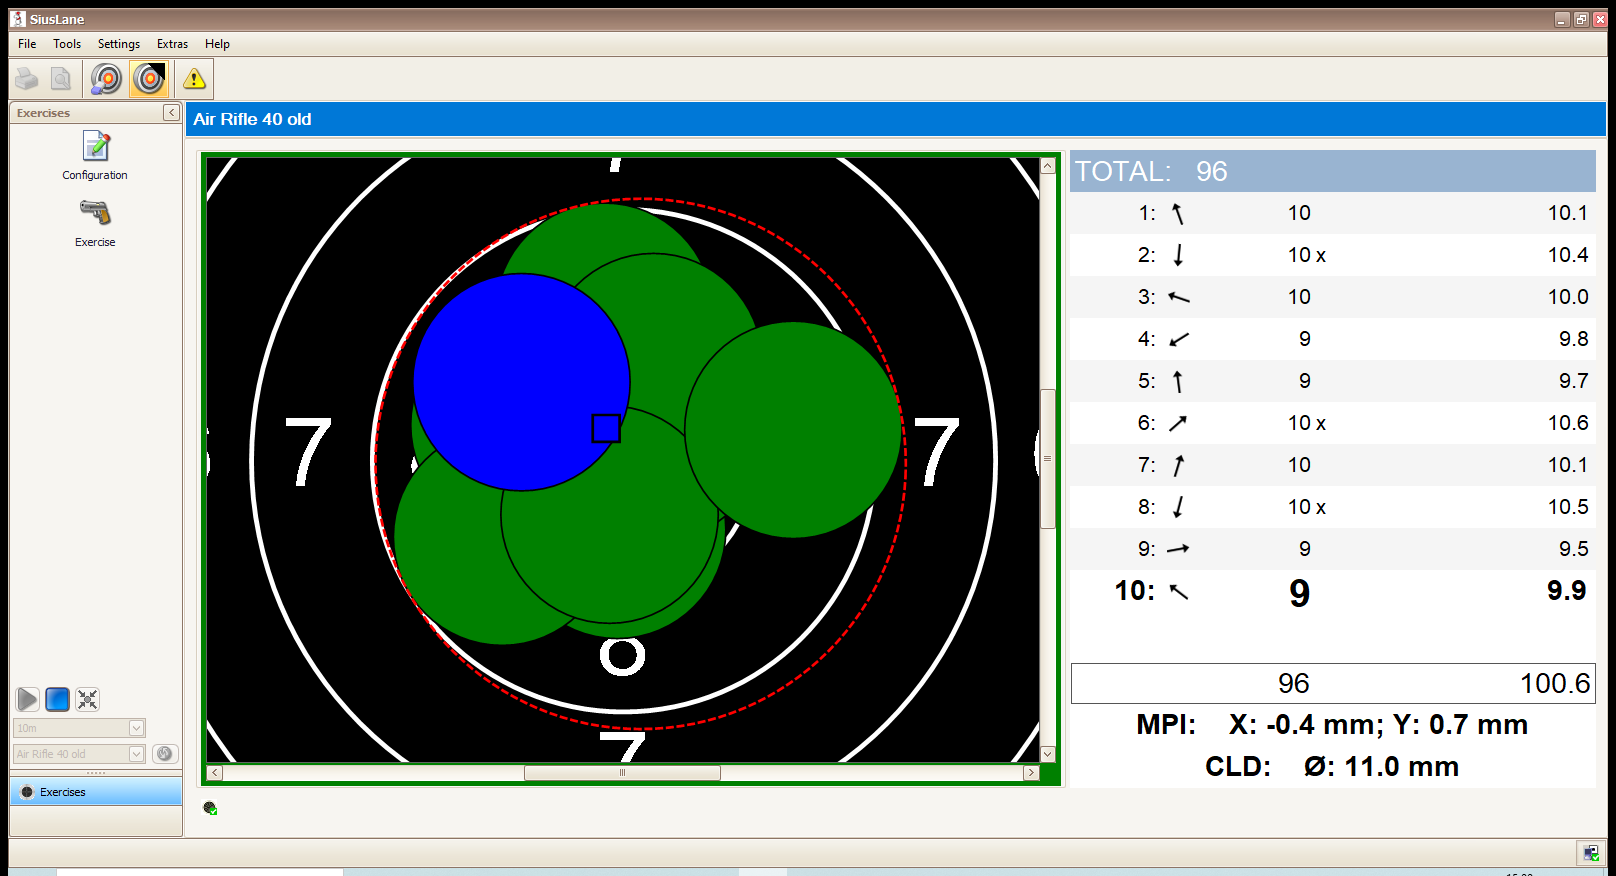 SiusLane
File Tools Settings Extras Help
Exercises
Configuration
Exercise
10m
Air Rifle 40 old
Exercises
Air Rifle 40 old
7 7
7
TOTAL: 96
1: 10 10.1
2: 10 x 10.4
3: 10 10.0
4: 9 9.8
5: 9 9.7
6: 10 x 10.6
7: 10 10.1
8: 10 x 10.5
9: 9 9.5
10: 9 9.9
96 100.6
MPI: X: -0.4 mm; Y: 0.7 mm
CLD: Ø: 11.0 mm